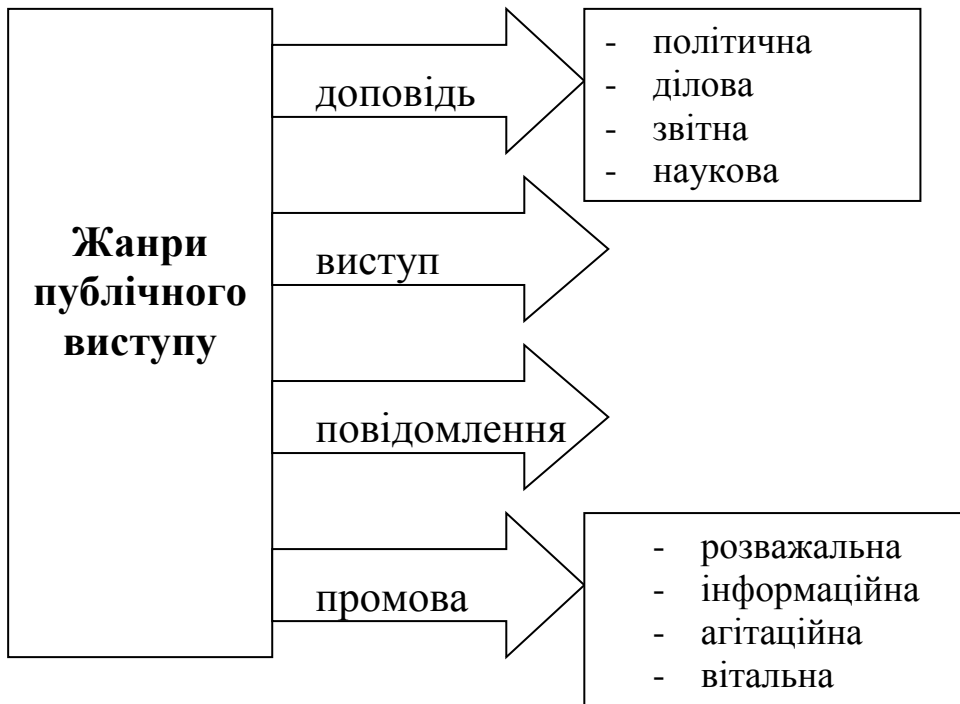 Жанри
публічного
виступу
доповідь
- політична
- ділова
- звітна
- наукова
виступ
повідомлення
промова
- розважальна
- інформаційна
- агітаційна
- вітальна